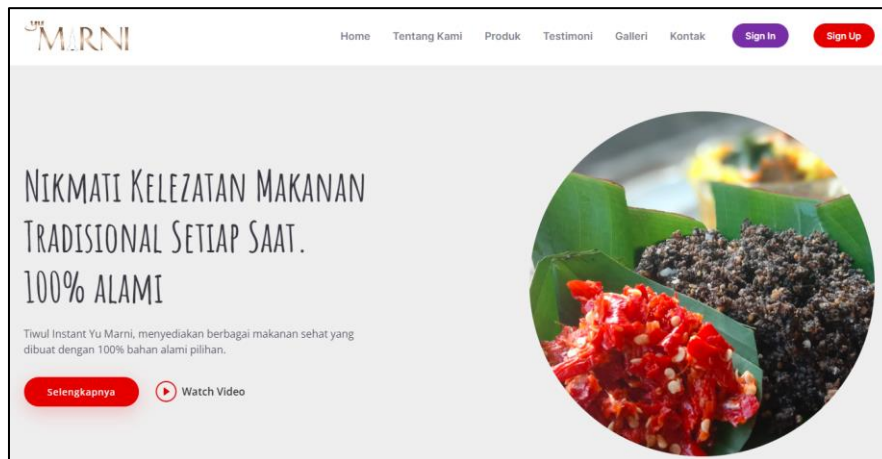 yuu MARNI
Home Tentang Kami Produk Testimoni Galleri Kontak Sign In Sign Up
Nikmati Kelezatan Makanan
Tradisional Setiap Saat.
100% alami
Tiwul Instant Yu Marni, menyediakan berbagai makanan sehat yang
dibuat dengan 100% bahan alami pilihan.
Selengkapnya Watch Video